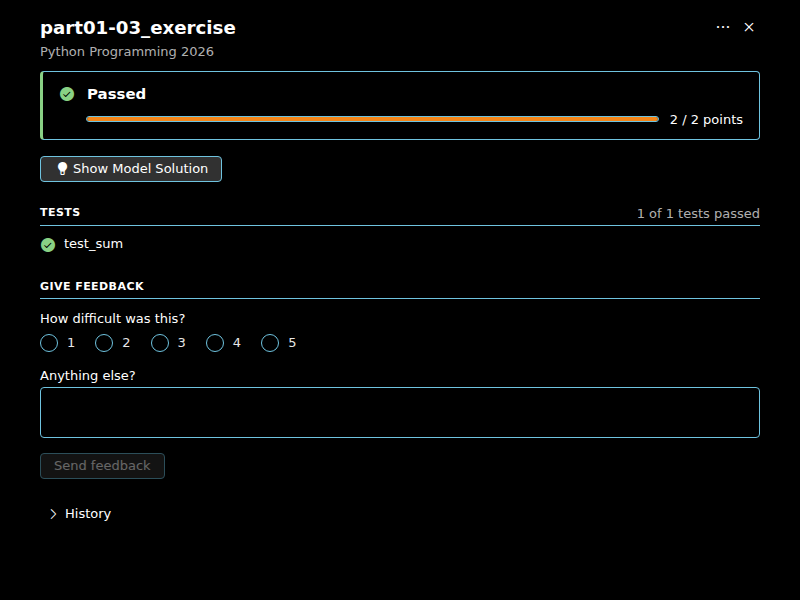 part01-03_exercise
Python Programming 2026
Passed
2 / 2 points
Show Model Solution
TESTS
1 of 1 tests passed
test_sum
GIVE FEEDBACK
How difficult was this?
1 2 3 4 5
Anything else?
Send feedback
History